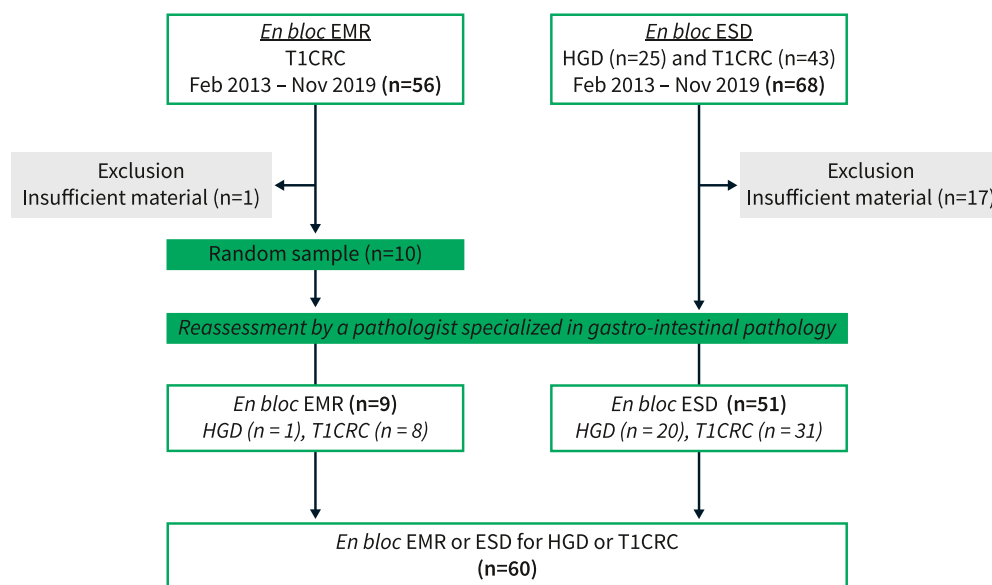 En bloc EMR
T1CRC
Feb 2013 – Nov 2019 (n=56)
En bloc ESD
HGD (n=25) and T1CRC (n=43)
Feb 2013 – Nov 2019 (n=68)
Exclusion
Insufficient material (n=1)
Exclusion
Insufficient material (n=17)
Random sample (n=10)
Reassessment by a pathologist specialized in gastro-intestinal pathology
En bloc EMR (n=9)
HGD (n = 1), T1CRC (n = 8)
En bloc ESD (n=51)
HGD (n = 20), T1CRC (n = 31)
En bloc EMR or ESD for HGD or T1CRC
(n=60)